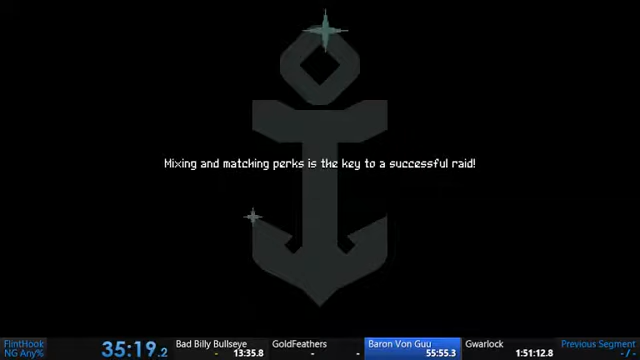 Mixing and matching perks is the key to a successful raid!
FlintHook
NG Any%
35:19.2
Bad Billy Bullseye
- 13:35.8
GoldFeathers
- -
Baron Von Guu
55:55.3
Gwarlock
1:51:12.8
Previous Segment
- / -